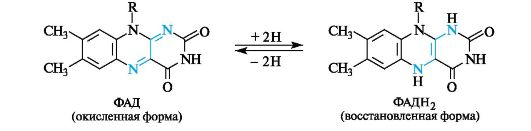 R
N
N
O
CH₃
CH₃
N
NH
O
+ 2H
− 2H
R
H
N
N
O
CH₃
CH₃
N
H
NH
O
ФАД
(окисленная форма)
ФАДН₂
(восстановленная форма)